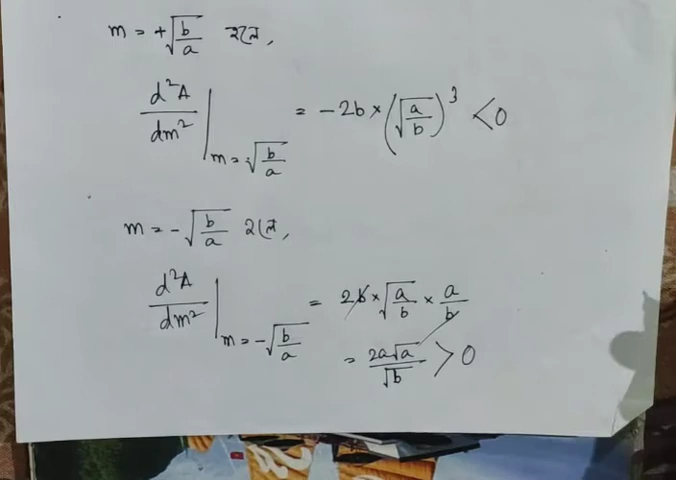 m = +√(b/a) হলে,
d²A/dm² |m=√(b/a) = -2b × (√(a/b))³ < 0
m = -√(b/a) হলে,
d²A/dm² |m=-√(b/a) = 2b × √(a/b) × a/b
= 2a√a/√b > 0